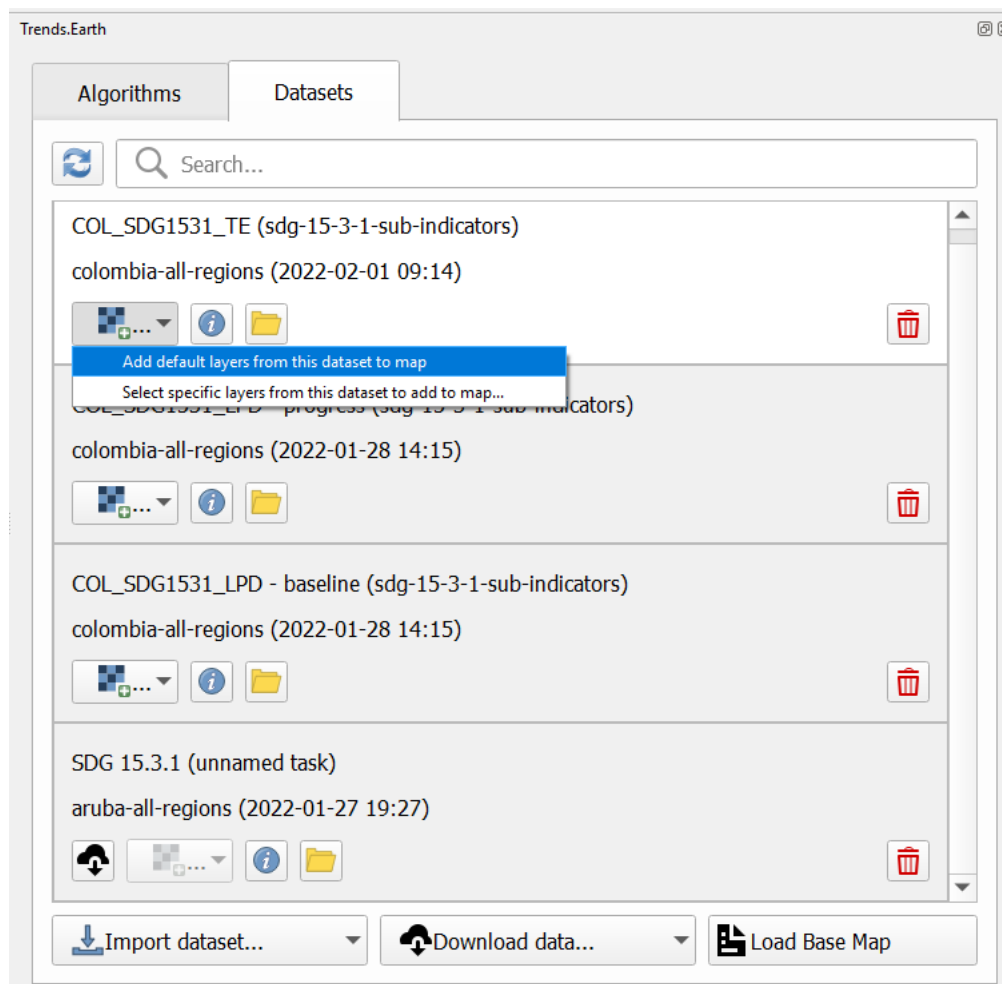 Trends.Earth
Algorithms
Datasets
Search...
COL_SDG1531_TE (sdg-15-3-1-sub-indicators)
colombia-all-regions (2022-02-01 09:14)
...
Add default layers from this dataset to map
Select specific layers from this dataset to add to map...
COL_SDG1531_LPD - progress (sdg-15-3-1-sub-indicators)
colombia-all-regions (2022-01-28 14:15)
...
COL_SDG1531_LPD - baseline (sdg-15-3-1-sub-indicators)
colombia-all-regions (2022-01-28 14:15)
...
SDG 15.3.1 (unnamed task)
aruba-all-regions (2022-01-27 19:27)
...
Import dataset...
Download data...
Load Base Map